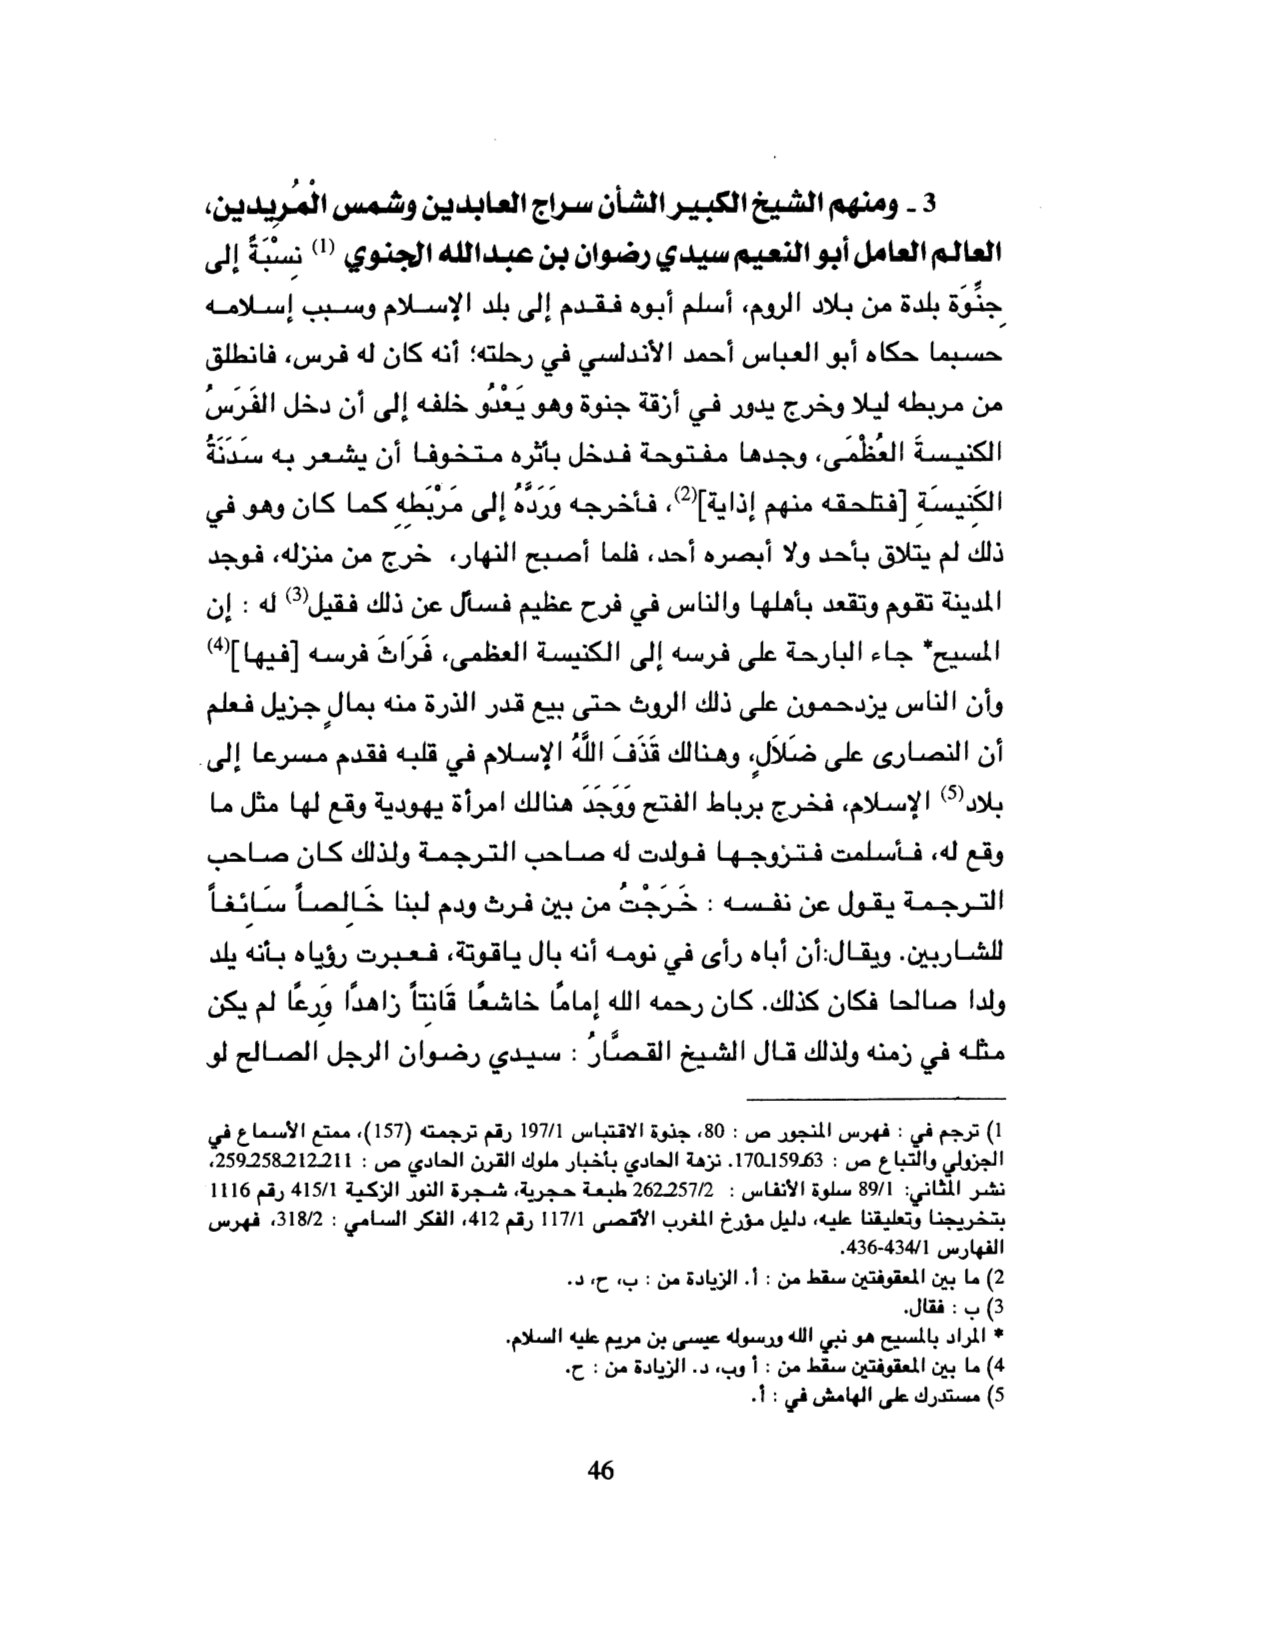 3 ـ ومنهم الشيخ الكبير الشأن سراج العابدين وشمس الْمُرِيدين،
العالم العامل أبو النعيم سيدي رضوان بن عبدالله الجنوي (1) نِسْبَةً إلى
جِنَّوَة بلدة من بلاد الروم، أسلم أبوه فقدم إلى بلد الإسلام وسبب إسلامه
حسبما حكاه أبو العباس أحمد الأندلسي في رحلته؛ أنه كان له فرس، فانطلق
من مربطه ليلا وخرج يدور في أزقة جنوة وهو يَعْدُو خلفه إلى أن دخل الفَرَسُ
الكنيسةَ العُظْمَى، وجدها مفتوحة فدخل بأثره متخوفا أن يشعر به سَدَنَةُ
الكَنِيسَةِ [فتلحقه منهم إذاية](2)، فأخرجه وَرَدَّهُ إلى مَرْبَطِهِ كما كان وهو في
ذلك لم يتلاق بأحد ولا أبصره أحد، فلما أصبح النهار، خرج من منزله، فوجد
المدينة تقوم وتقعد بأهلها والناس في فرح عظيم فسأل عن ذلك فقيل(3) له : إن
المسيح* جاء البارحة على فرسه إلى الكنيسة العظمى، فَرَاثَ فرسه [فيها](4)
وأن الناس يزدحمون على ذلك الروث حتى بيع قدر الذرة منه بمالٍ جزيل فعلم
أن النصارى على ضَلَالٍ، وهنالك قَذَفَ اللَّهُ الإسلام في قلبه فقدم مسرعا إلى
بلاد(5) الإسلام، فخرج برباط الفتح وَوَجَدَ هنالك امرأة يهودية وقع لها مثل ما
وقع له، فأسلمت فتزوجها فولدت له صاحب الترجمة ولذلك كان صاحب
الترجمة يقول عن نفسه : خَرَجْتُ من بين فرث ودم لبنا خَالِصاً سَائِغاً
للشاربين. ويقال:أن أباه رأى في نومه أنه بال ياقوتة، فعبرت رؤياه بأنه يلد
ولدا صالحا فكان كذلك. كان رحمه الله إمامًا خاشعًا قَانِتاً زاهدًا وَرِعًا لم يكن
مثله في زمنه ولذلك قال الشيخ القصَّارُ : سيدي رضوان الرجل الصالح لو
1) ترجم في : فهرس المنجور ص : 80، جذوة الاقتباس 197/1 رقم ترجمته (157)، ممتع الأسماع في
الجزولي والتباع ص : 63ـ159ـ170. نزهة الحادي بأخبار ملوك القرن الحادي ص : 211ـ212ـ258ـ259،
نشر المثاني: 89/1 سلوة الأنفاس : 257/2ـ262 طبعة حجرية، شجرة النور الزكية 415/1 رقم 1116
بتخريجنا وتعليقنا عليه، دليل مؤرخ المغرب الأقصى 117/1 رقم 412، الفكر السامي : 318/2، فهرس
الفهارس 434/1-436.
2) ما بين المعقوفتين سقط من : أ. الزيادة من : ب، ح، د.
3) ب : فقال.
* المراد بالمسيح هو نبي الله ورسوله عيسى بن مريم عليه السلام.
4) ما بين المعقوفتين سقط من : أ وب، د. الزيادة من : ح.
5) مستدرك على الهامش في : أ.
46